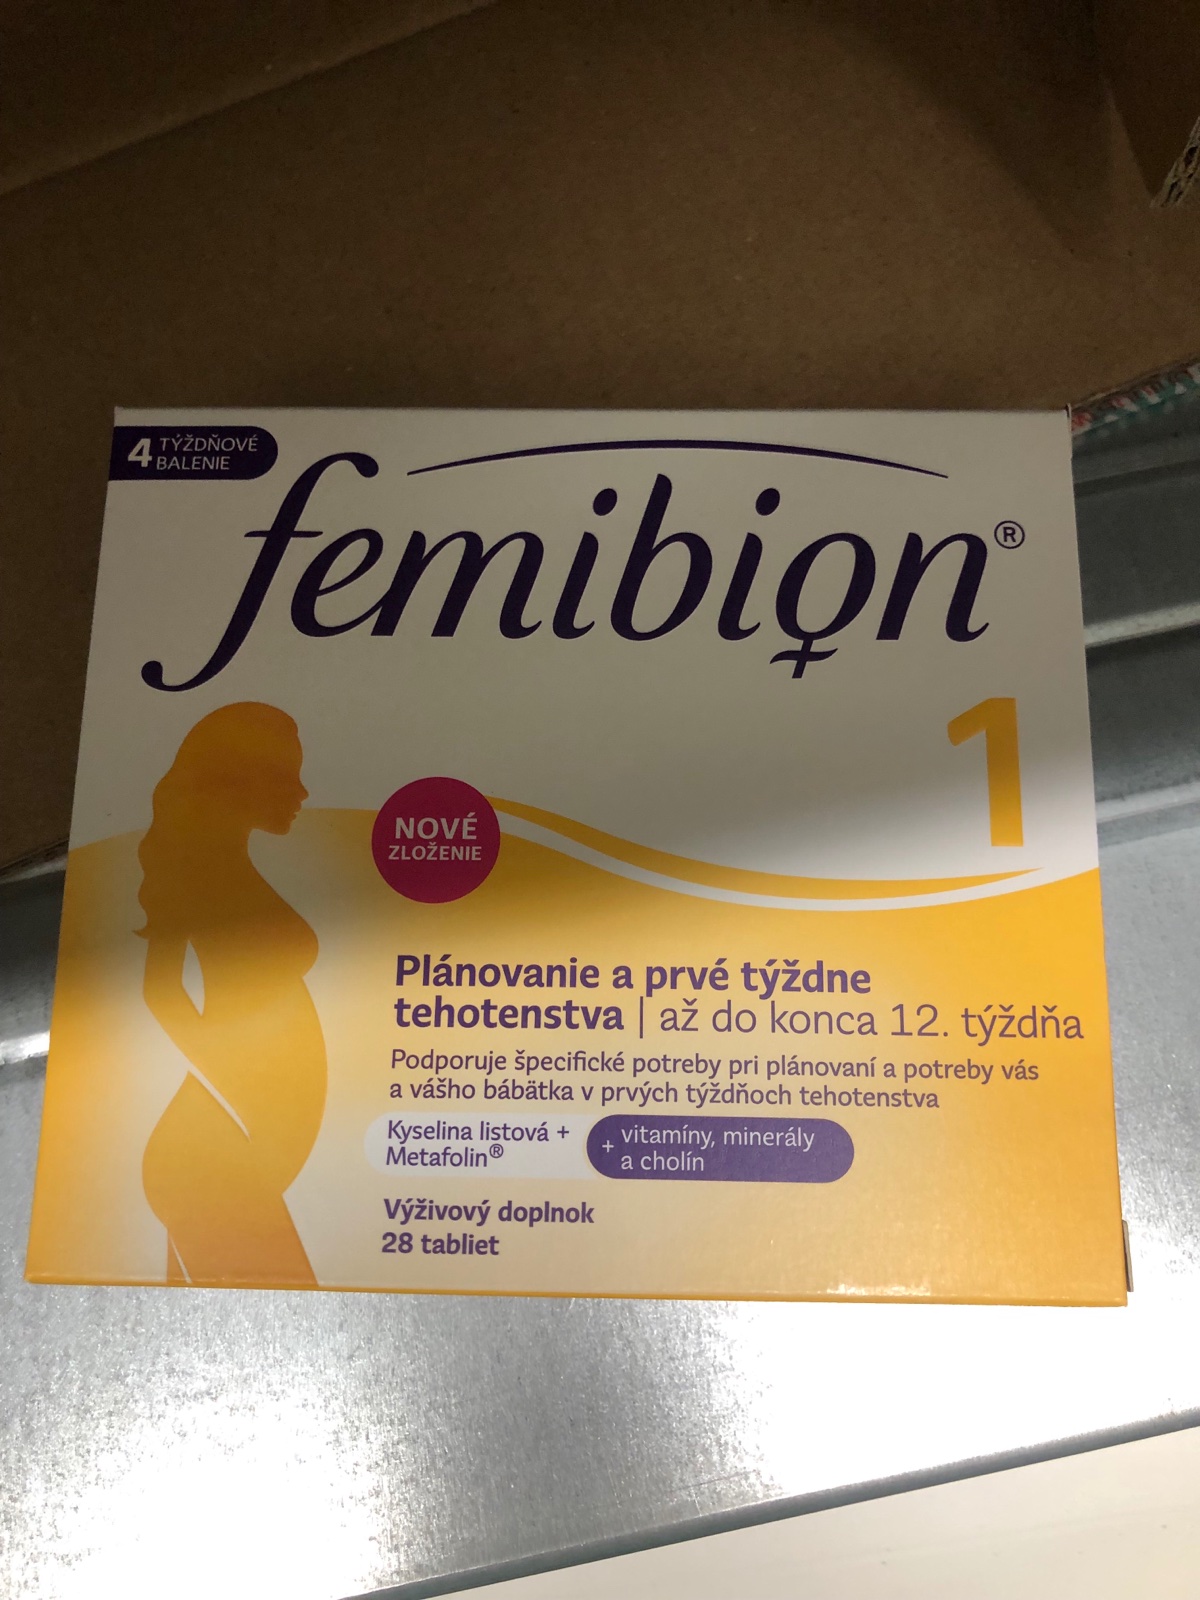 4 TÝŽDŇOVÉ
BALENIE
femibion®
1
NOVÉ
ZLOŽENIE
Plánovanie a prvé týždne
tehotenstva | až do konca 12. týždňa
Podporuje špecifické potreby pri plánovaní a potreby vás
a vášho bábätka v prvých týždňoch tehotenstva
Kyselina listová +
Metafolin®
+ vitamíny, minerály
a cholín
Výživový doplnok
28 tabliet